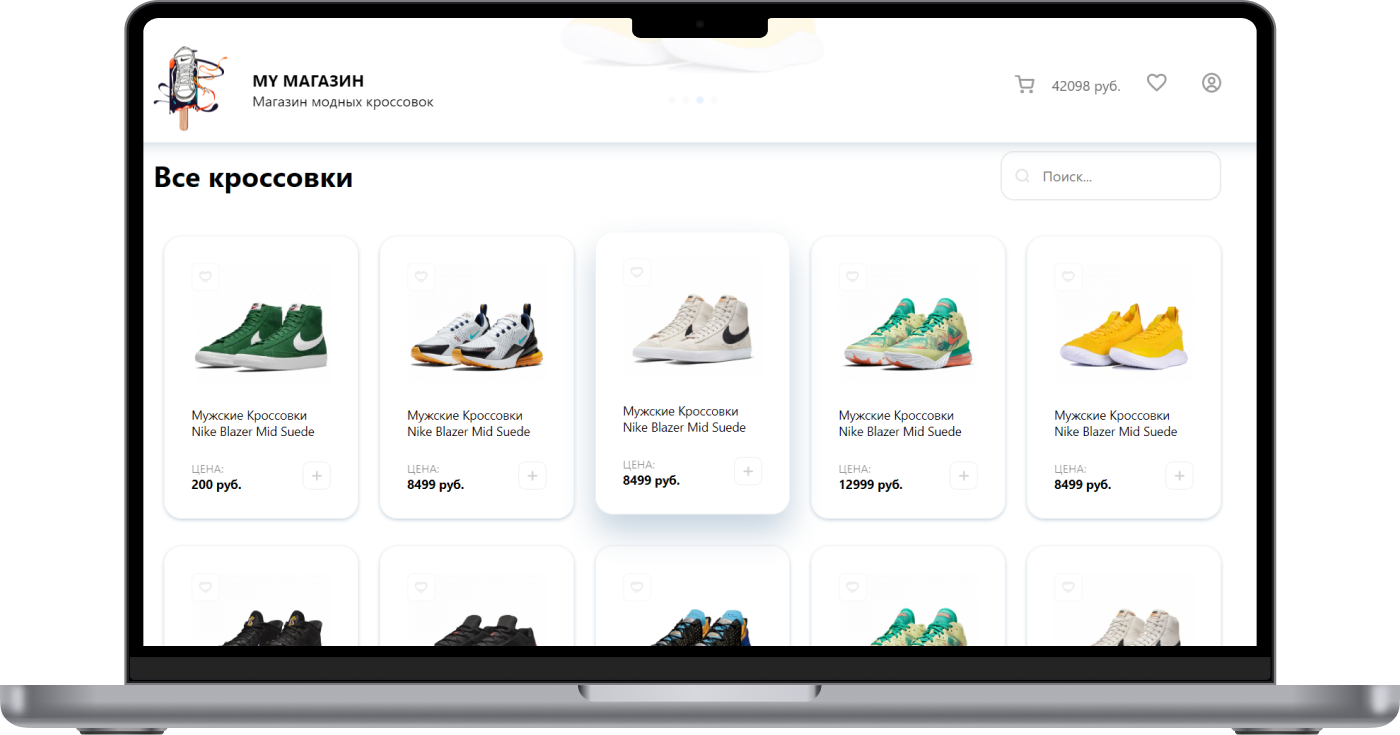 MY МАГАЗИН
Магазин модных кроссовок
42098 руб.
Все кроссовки
Поиск...
Мужские Кроссовки
Nike Blazer Mid Suede
ЦЕНА:
200 руб.
Мужские Кроссовки
Nike Blazer Mid Suede
ЦЕНА:
8499 руб.
Мужские Кроссовки
Nike Blazer Mid Suede
ЦЕНА:
8499 руб.
Мужские Кроссовки
Nike Blazer Mid Suede
ЦЕНА:
12999 руб.
Мужские Кроссовки
Nike Blazer Mid Suede
ЦЕНА:
8499 руб.